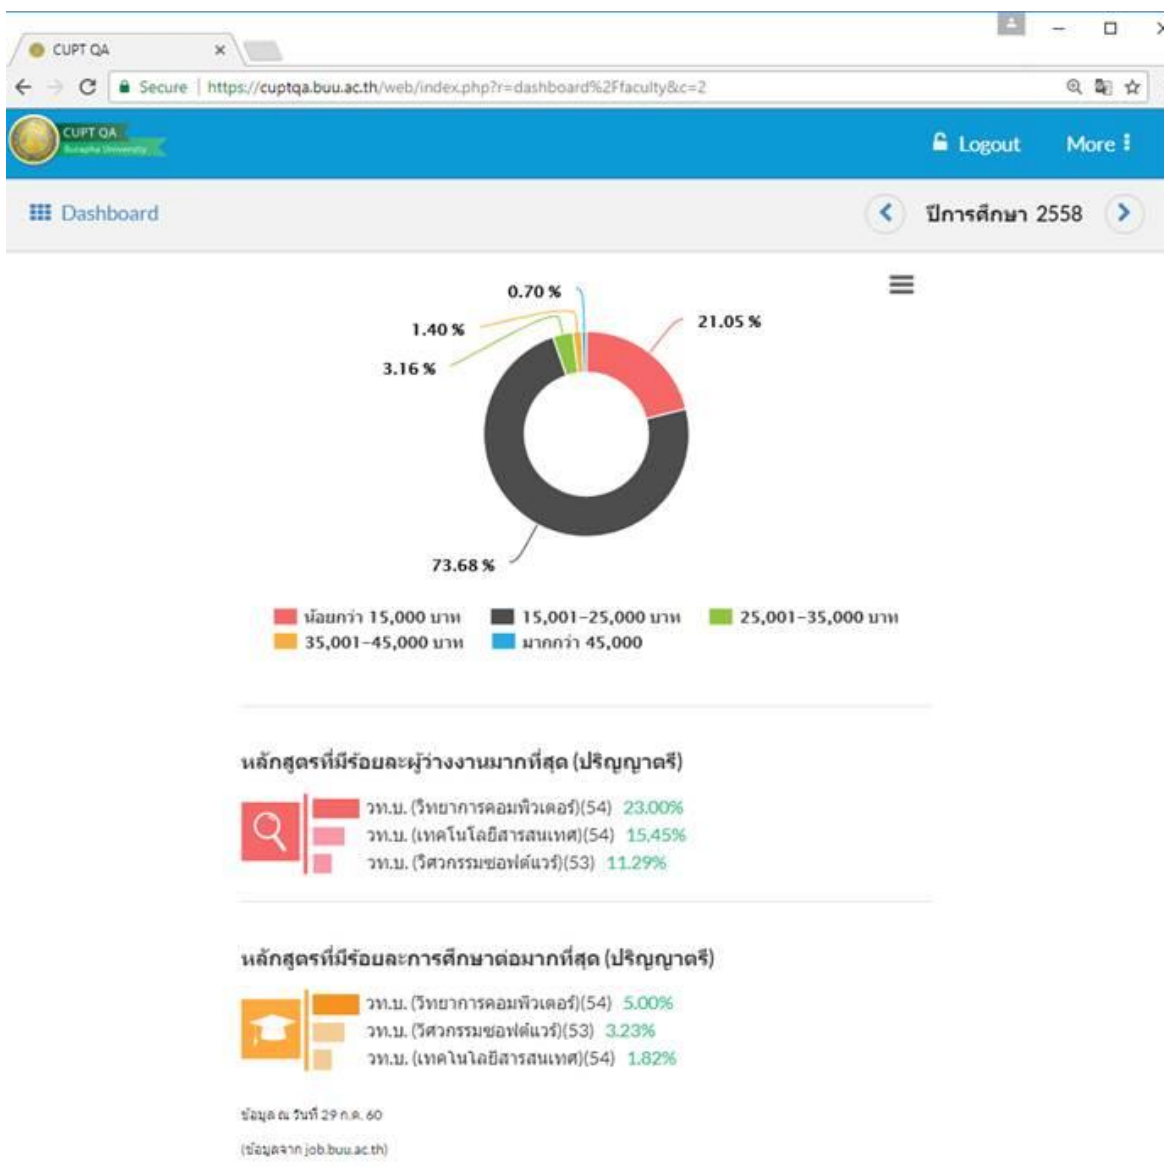 CUPT QA
Secure | https://cuptqa.buu.ac.th/web/index.php?r=dashboard%2Ffaculty&c=2
CUPT QA
Burapha University
Logout More
Dashboard ปีการศึกษา 2558
0.70 %
21.05 %
1.40 %
3.16 %
73.68 %
น้อยกว่า 15,000 บาท 15,001-25,000 บาท 25,001-35,000 บาท
35,001-45,000 บาท มากกว่า 45,000
หลักสูตรที่มีร้อยละผู้ว่างงานมากที่สุด (ปริญญาตรี)
วท.บ. (วิทยาการคอมพิวเตอร์)(54) 23.00%
วท.บ. (เทคโนโลยีสารสนเทศ)(54) 15.45%
วท.บ. (วิศวกรรมซอฟต์แวร์)(53) 11.29%
หลักสูตรที่มีร้อยละการศึกษาต่อมากที่สุด (ปริญญาตรี)
วท.บ. (วิทยาการคอมพิวเตอร์)(54) 5.00%
วท.บ. (วิศวกรรมซอฟต์แวร์)(53) 3.23%
วท.บ. (เทคโนโลยีสารสนเทศ)(54) 1.82%
ข้อมูล ณ วันที่ 29 ก.ค. 60
(ข้อมูลจาก job.buu.ac.th)